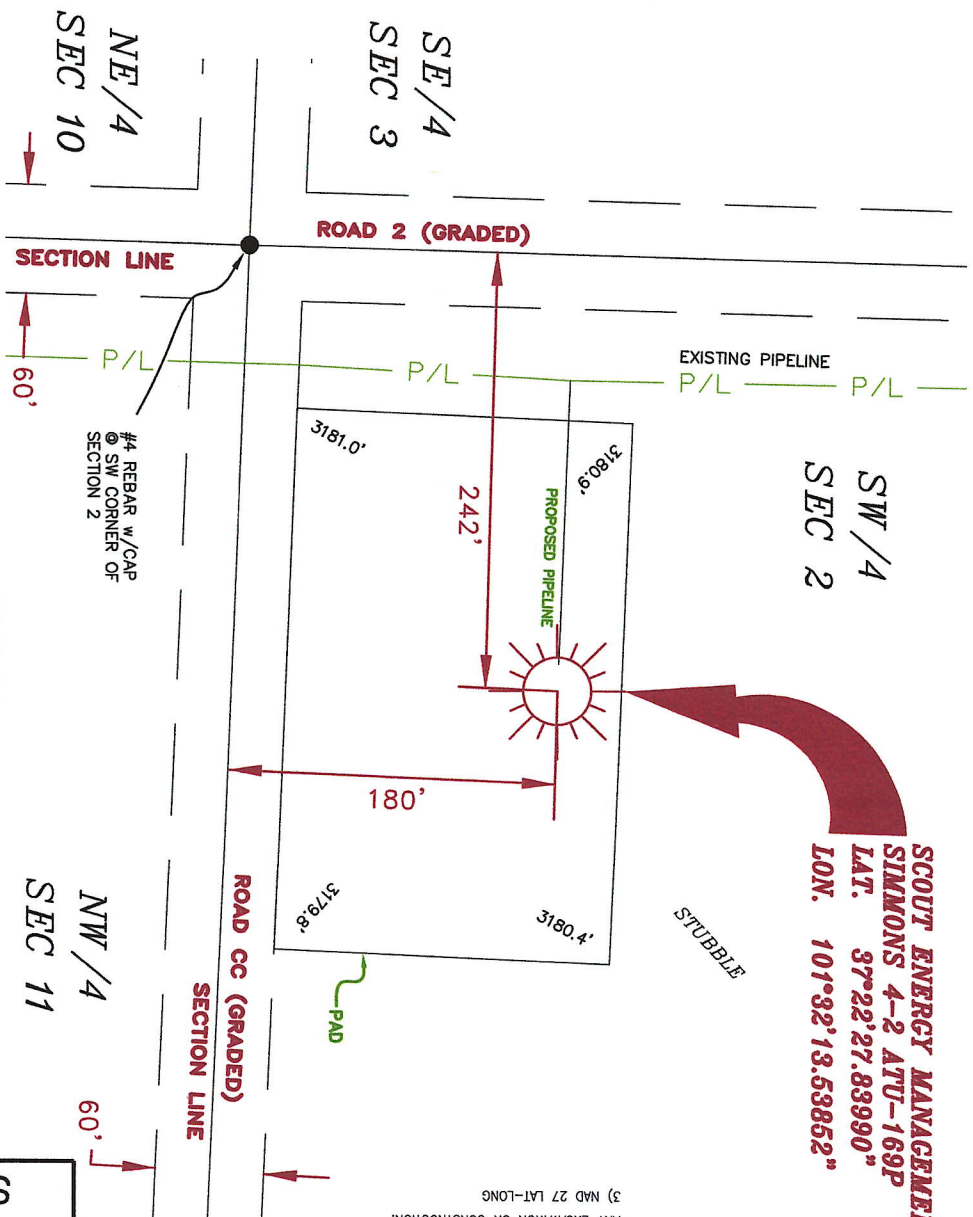 SE/4
SEC 3
NE/4
SEC 10
ROAD 2 (GRADED)
SECTION LINE
60'
P/L
P/L
EXISTING PIPELINE
P/L
P/L
#4 REBAR w/CAP
@ SW CORNER OF
SECTION 2
SW/4
SEC 2
3181.0'
3180.9'
PROPOSED PIPELINE
242'
180'
3179.8'
3180.4'
STUBBLE
PAD
ROAD CC (GRADED)
SECTION LINE
60'
NW/4
SEC 11
SCOUT ENERGY MANAGEMEN
SIMMONS 4-2 ATU-169P
LAT. 37°22'27.83990"
LON. 101°32'13.53852"
3) NAD 27 LAT-LONG